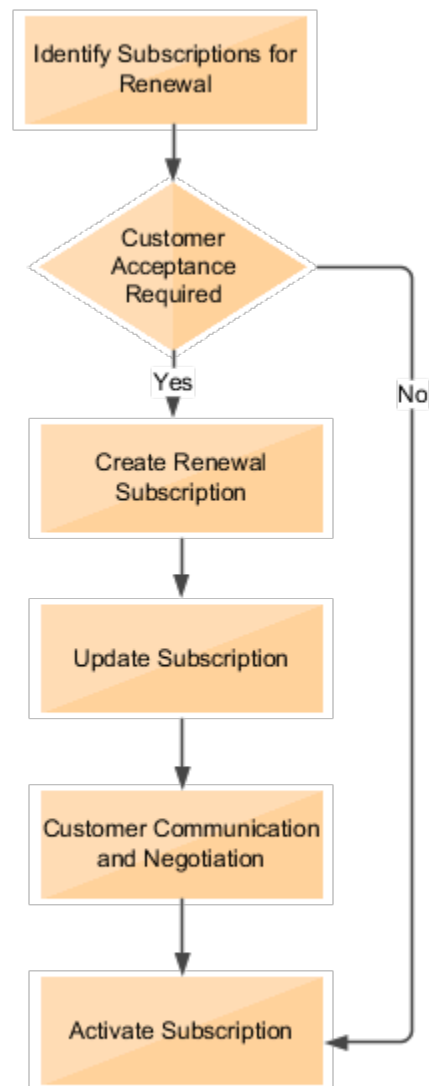 Identify Subscriptions for
Renewal
Customer
Acceptance
Required
Yes
No
Create Renewal
Subscription
Update Subscription
Customer Communication
and Negotiation
Activate Subscription